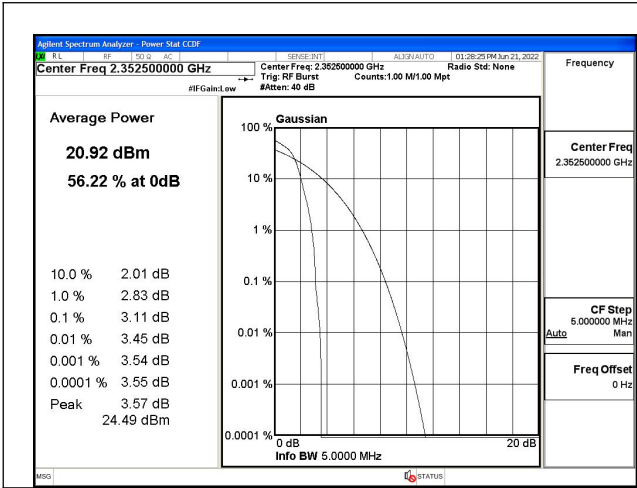 Agilent Spectrum Analyzer - Power Stat CCDF
RL RF 50 Ω AC SENSE:INT ALIGN AUTO 01:28:25 PM Jun 21, 2022
Center Freq 2.352500000 GHz
Center Freq: 2.352500000 GHz Radio Std: None
Trig: RF Burst Counts:1.00 M/1.00 Mpt
#IFGain:Low #Atten: 40 dB
Frequency
Average Power
20.92 dBm
56.22 % at 0dB
10.0 % 2.01 dB
1.0 % 2.83 dB
0.1 % 3.11 dB
0.01 % 3.45 dB
0.001 % 3.54 dB
0.0001 % 3.55 dB
Peak 3.57 dB
24.49 dBm
Gaussian
100 %
10 %
1 %
0.1 %
0.01 %
0.001 %
0.0001 %
0 dB 20 dB
Info BW 5.0000 MHz
Center Freq
2.352500000 GHz
CF Step
5.000000 MHz
Auto Man
Freq Offset
0 Hz
MSG STATUS